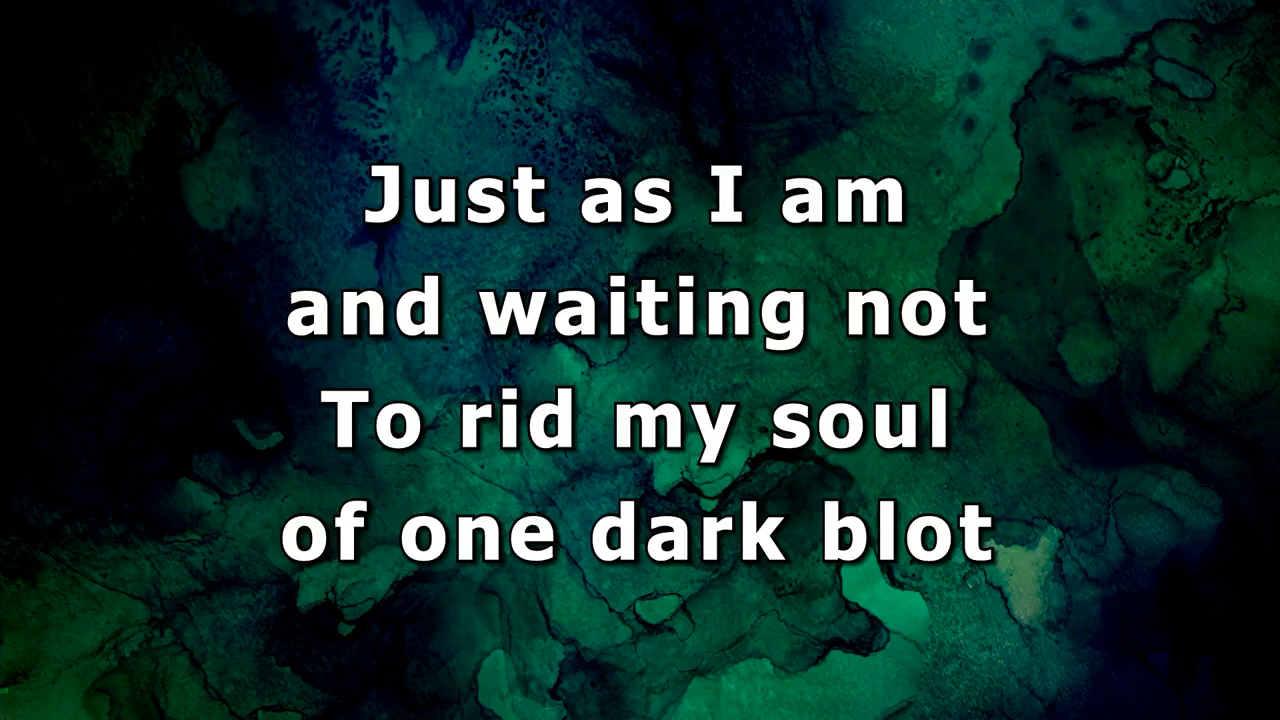 Just as I am
and waiting not
To rid my soul
of one dark blot